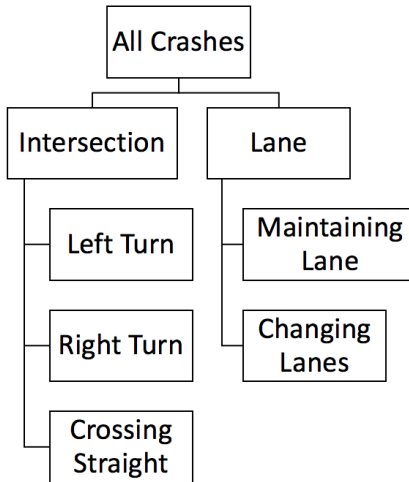 All Crashes
Intersection
Lane
Left Turn
Right Turn
Crossing
Straight
Maintaining
Lane
Changing
Lanes